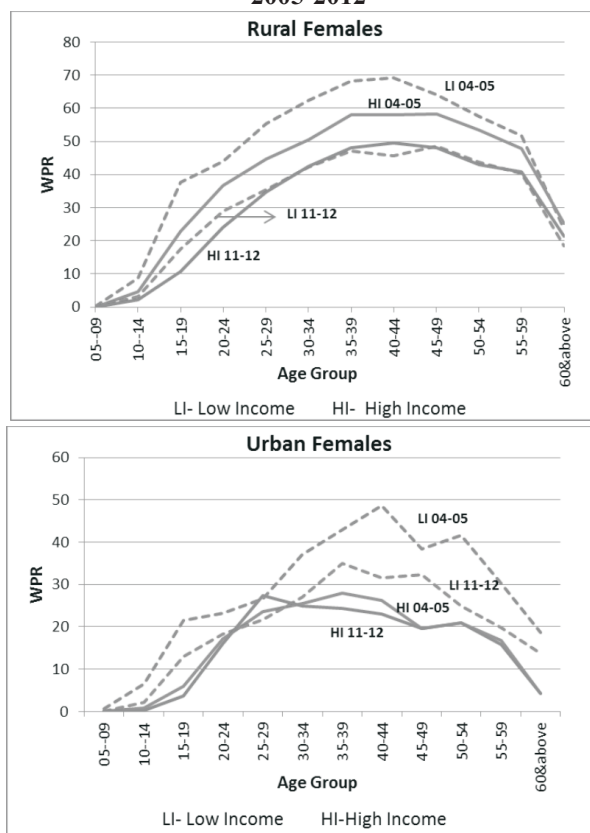 2005-2012
Rural Females
80
70
60
50
40
30
20
10
0
WPR
LI 04-05
HI 04-05
LI 11-12
HI 11-12
05--09
10--14
15-19
20-24
25-29
30-34
35-39
40-44
45-49
50-54
55-59
60&above
Age Group
LI- Low Income HI- High Income
Urban Females
60
50
40
30
20
10
0
WPR
LI 04-05
LI 11-12
HI 04-05
HI 11-12
05--09
10--14
15-19
20-24
25-29
30-34
35-39
40-44
45-49
50-54
55-59
60&above
Age Group
LI- Low Income HI-High Income